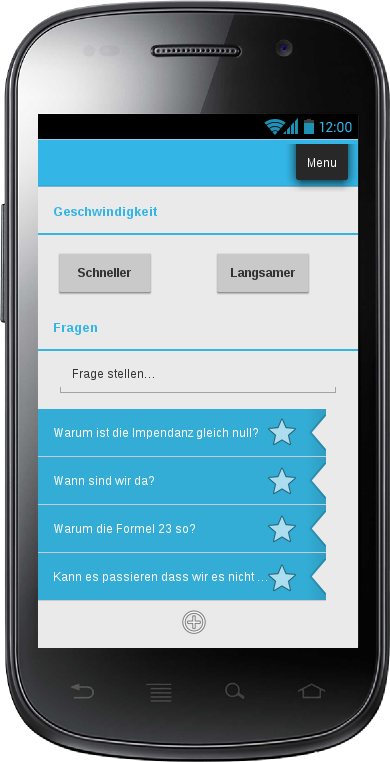 12:00
Menu
Geschwindigkeit
Schneller
Langsamer
Fragen
Frage stellen...
Warum ist die Impendanz gleich null?
Wann sind wir da?
Warum die Formel 23 so?
Kann es passieren dass wir es nicht ...